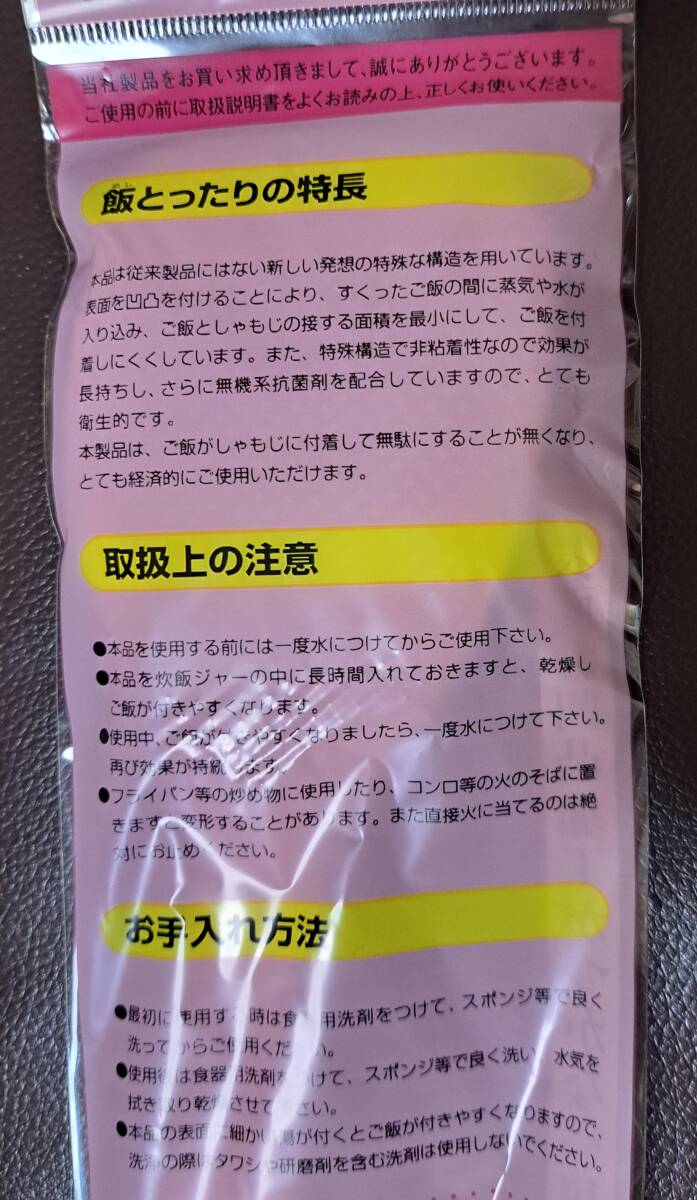 当社製品をお買い求め頂きまして、誠にありがとうございます。
ご使用の前に取扱説明書をよくお読みの上、正しくお使いください。
めし
飯とったりの特長
本品は従来製品にはない新しい発想の特殊な構造を用いています。
表面を凹凸を付けることにより、すくったご飯の間に蒸気や水が
入り込み、ご飯としゃもじの接する面積を最小にして、ご飯を付
着しにくくしています。また、特殊構造で非粘着性なので効果が
長持ちし、さらに無機系抗菌剤を配合していますので、とても
衛生的です。
本製品は、ご飯がしゃもじに付着して無駄にすることが無くなり、
とても経済的にご使用いただけます。
取扱上の注意
●本品を使用する前には一度水につけてからご使用下さい。
●本品を炊飯ジャーの中に長時間入れておきますと、乾燥し
ご飯が付きやすくなります。
●使用中、ご飯が付きやすくなりましたら、一度水につけて下さい。
再び効果が持続します。
●フライパン等の炒め物に使用したり、コンロ等の火のそばに置
きますと変形することがあります。また直接火に当てるのは絶
対にお止めください。
お手入れ方法
●最初に使用する時は食器用洗剤をつけて、スポンジ等で良く
洗ってからご使用ください。
●使用後は食器用洗剤をつけて、スポンジ等で良く洗い、水気を
拭き取り乾燥させて下さい。
●本品の表面に細かい傷が付くとご飯が付きやすくなりますので、
洗浄の際はタワシや研磨剤を含む洗剤は使用しないでください。